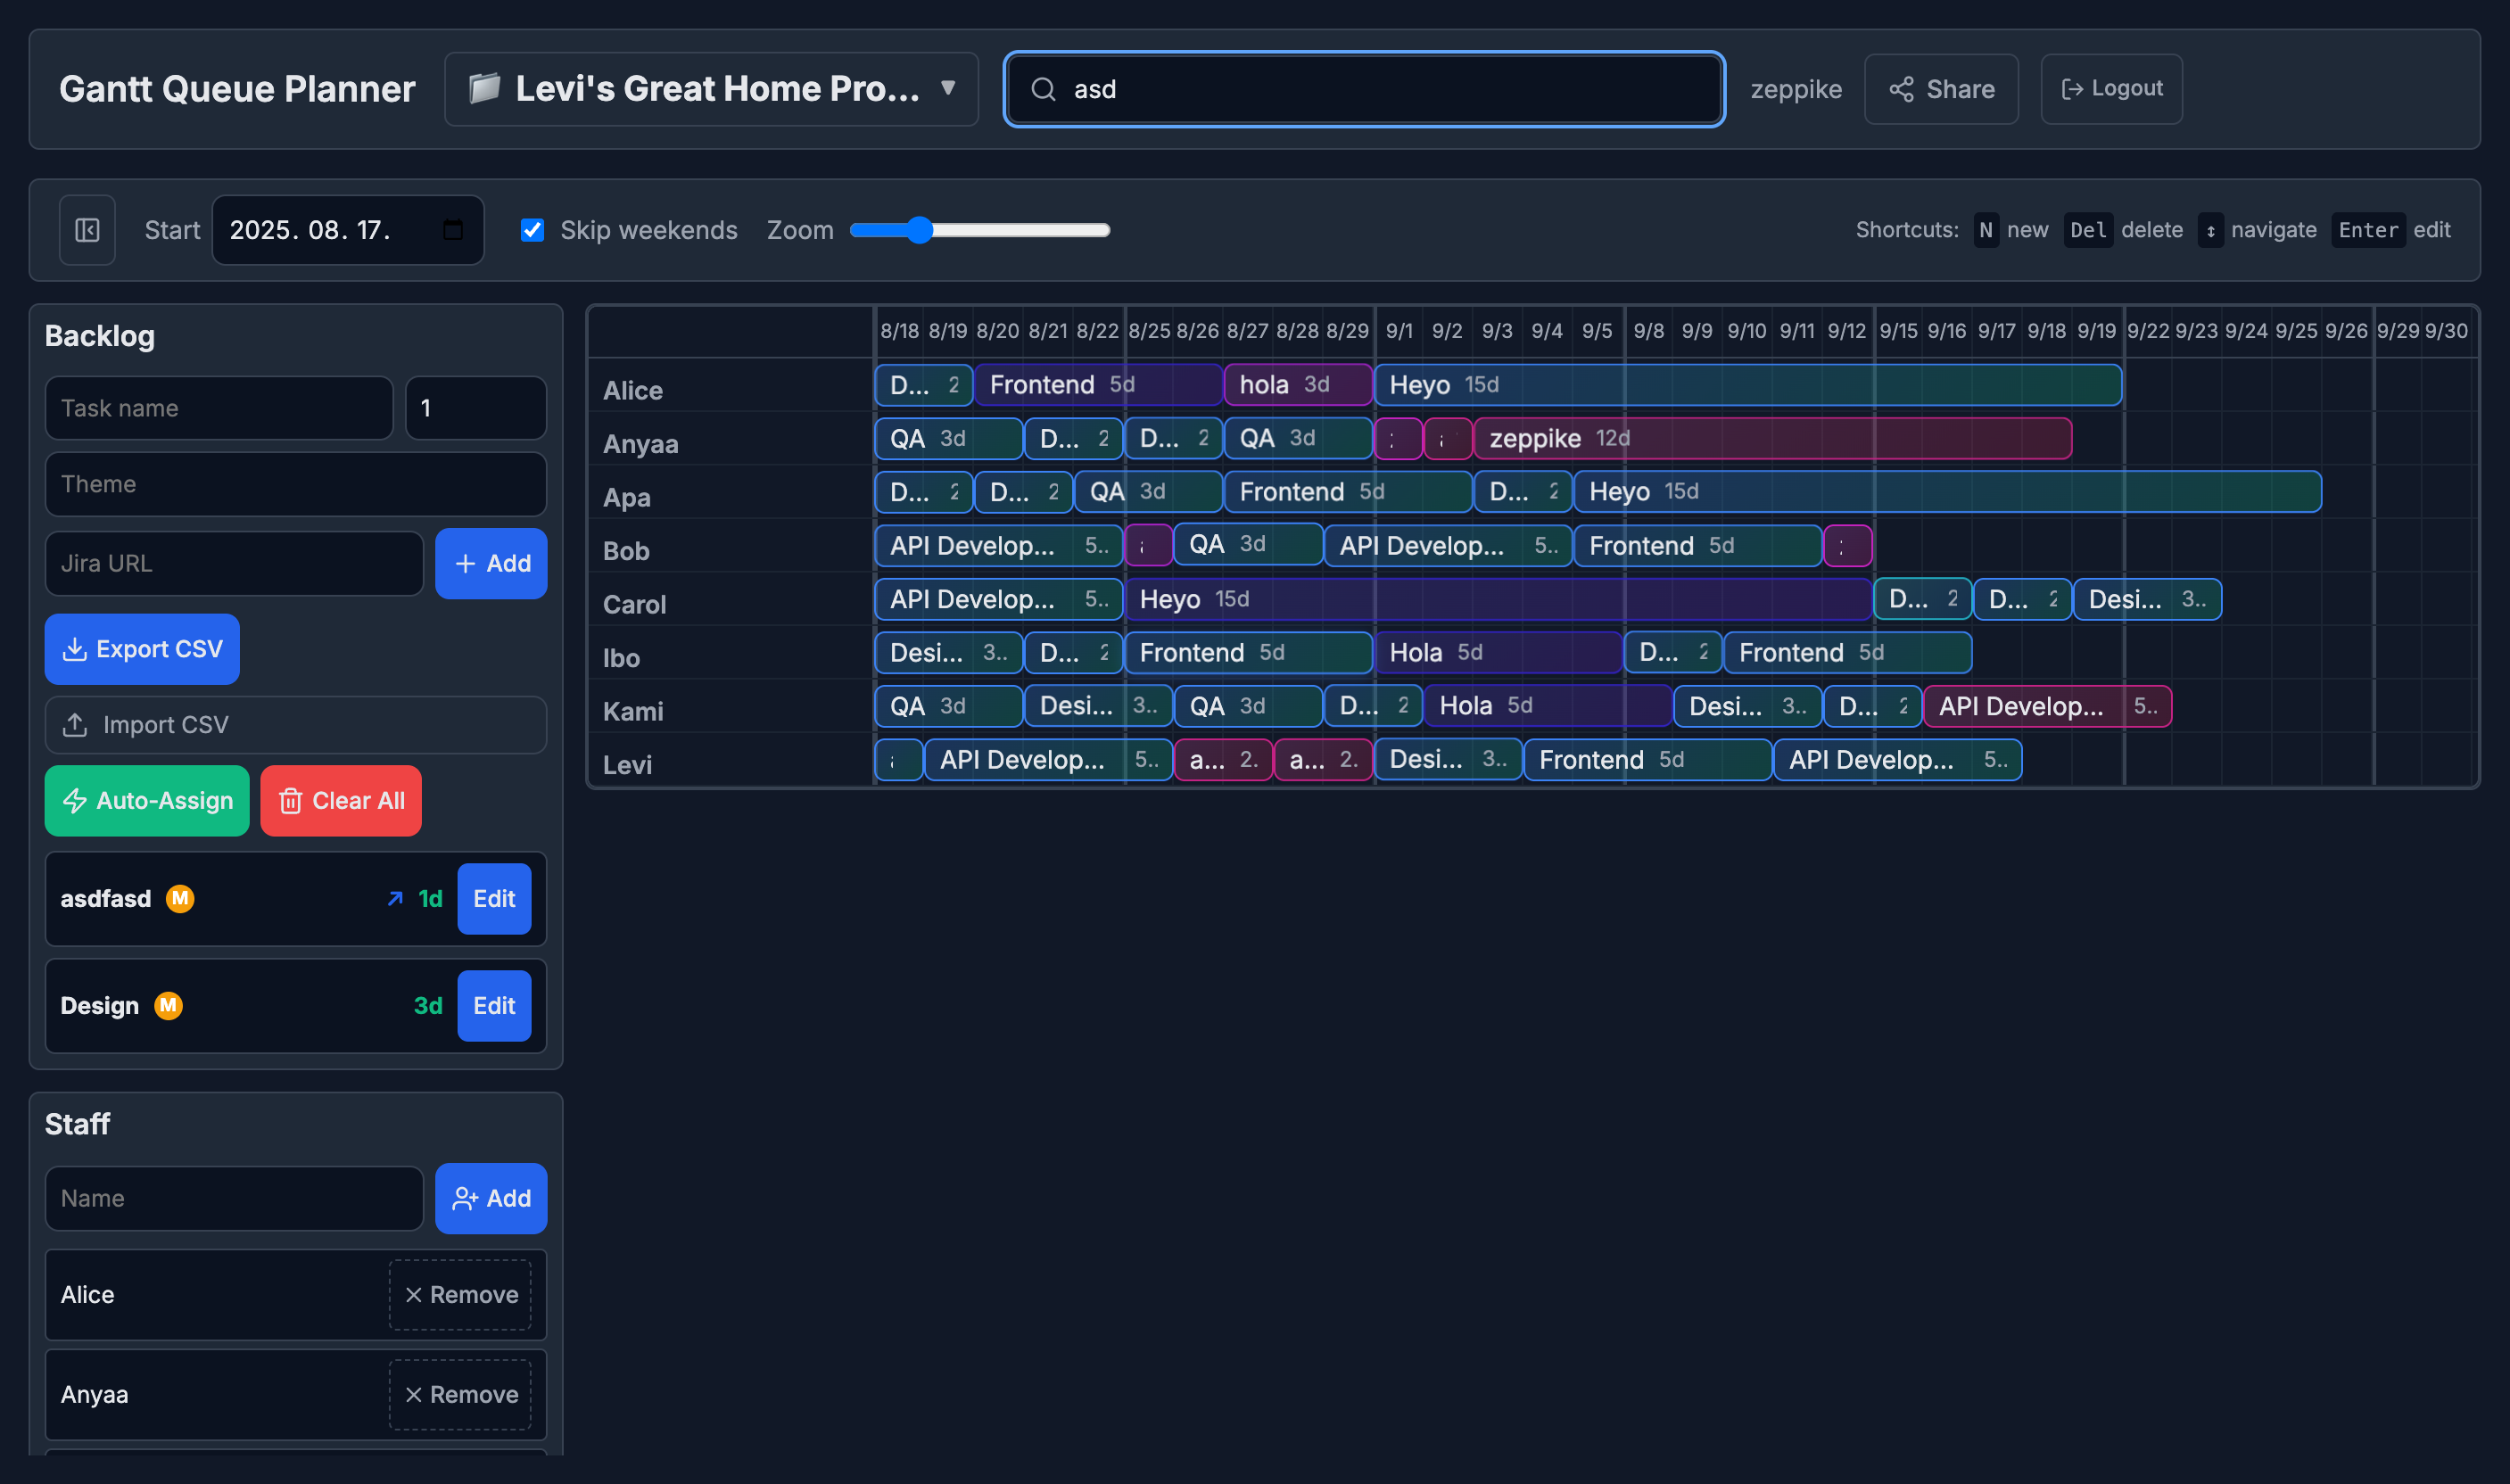 Gantt Queue Planner
Levi's Great Home Pro...
asd
zeppike
Share
Logout
Start
2025. 08. 17.
Skip weekends
Zoom
Shortcuts: N new Del delete ↕ navigate Enter edit
Backlog
Task name
1
Theme
Jira URL
Add
Export CSV
Import CSV
Auto-Assign
Clear All
asdfasd M 1d Edit
Design M 3d Edit
Staff
Name
Add
Alice Remove
Anyaa Remove
8/18 8/19 8/20 8/21 8/22 8/25 8/26 8/27 8/28 8/29 9/1 9/2 9/3 9/4 9/5 9/8 9/9 9/10 9/11 9/12 9/15 9/16 9/17 9/18 9/19 9/22 9/23 9/24 9/25 9/26 9/29 9/30
Alice D... 2 Frontend 5d hola 3d Heyo 15d
Anyaa QA 3d D... 2 D... 2 QA 3d zeppike 12d
Apa D... 2 D... 2 QA 3d Frontend 5d D... 2 Heyo 15d
Bob API Develop... 5.. QA 3d API Develop... 5.. Frontend 5d
Carol API Develop... 5.. Heyo 15d D... 2 D... 2 Desi... 3..
Ibo Desi... 3.. D... 2 Frontend 5d Hola 5d D... 2 Frontend 5d
Kami QA 3d Desi... 3.. QA 3d D... 2 Hola 5d Desi... 3.. D... 2 API Develop... 5..
Levi API Develop... 5.. a... 2. a... 2. Desi... 3.. Frontend 5d API Develop... 5..